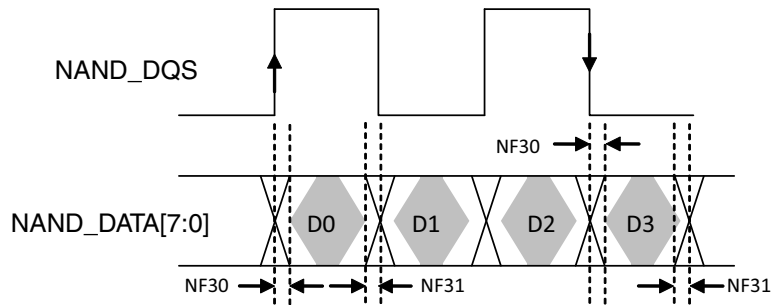 NAND_DQS
NF30
NAND_DATA[7:0]
D0
D1
D2
D3
NF30
NF31
NF31